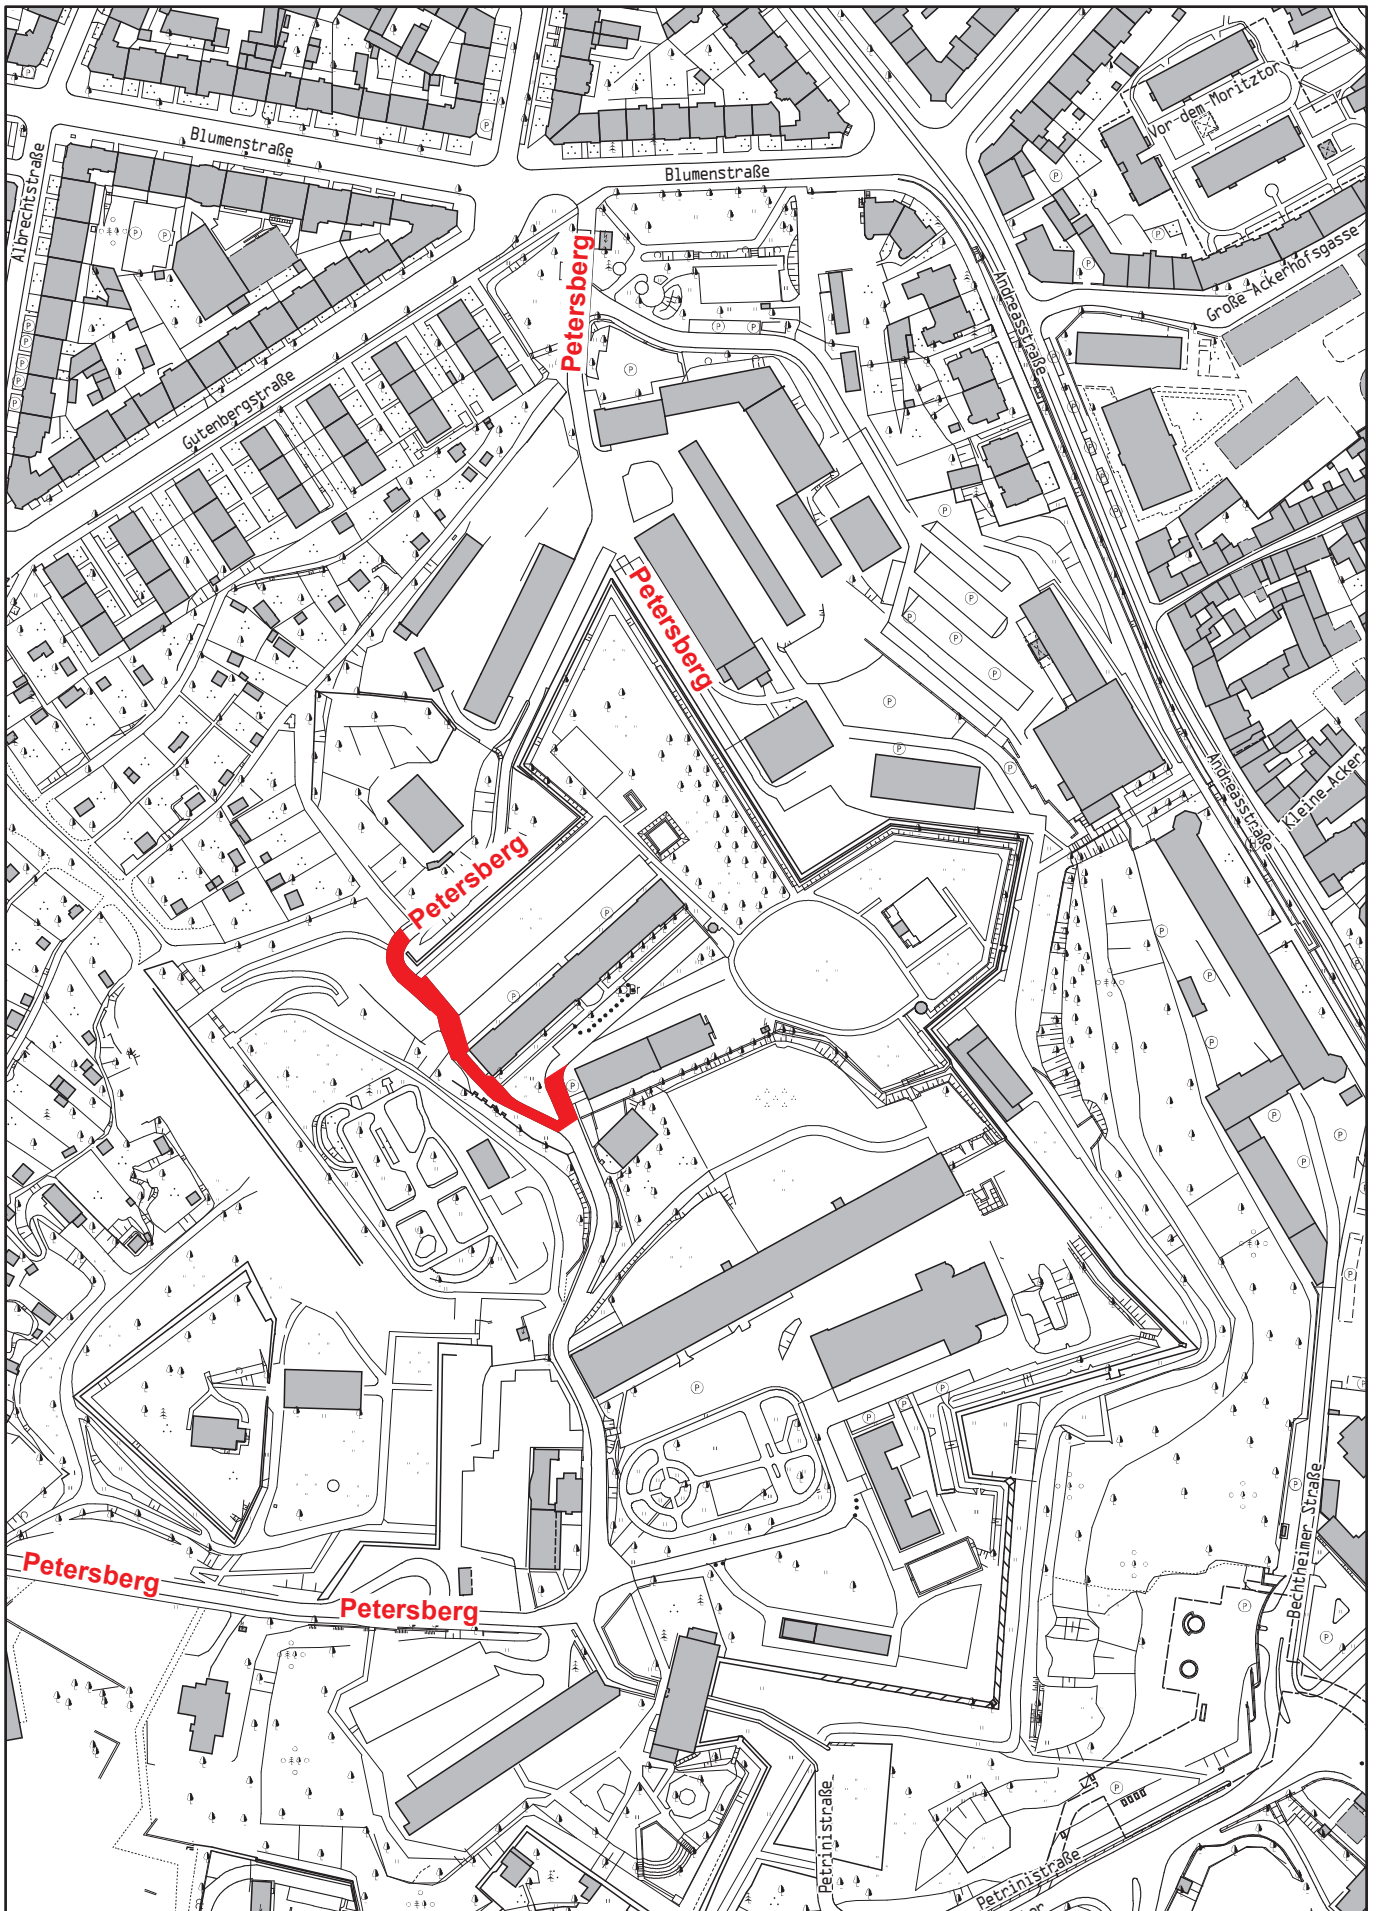 Vor-dem-Moritztor
Blumenstraße
Blumenstraße
Albrechtstraße
Große Ackerhofsgasse
Petersberg
Andreasstraße
Gutenbergstraße
Petersberg
Andreasstraße
Kleine-Acker
Petersberg
Bechtheimer Straße
Petersberg
Petersberg
Petrinistraße
Petrinistraße